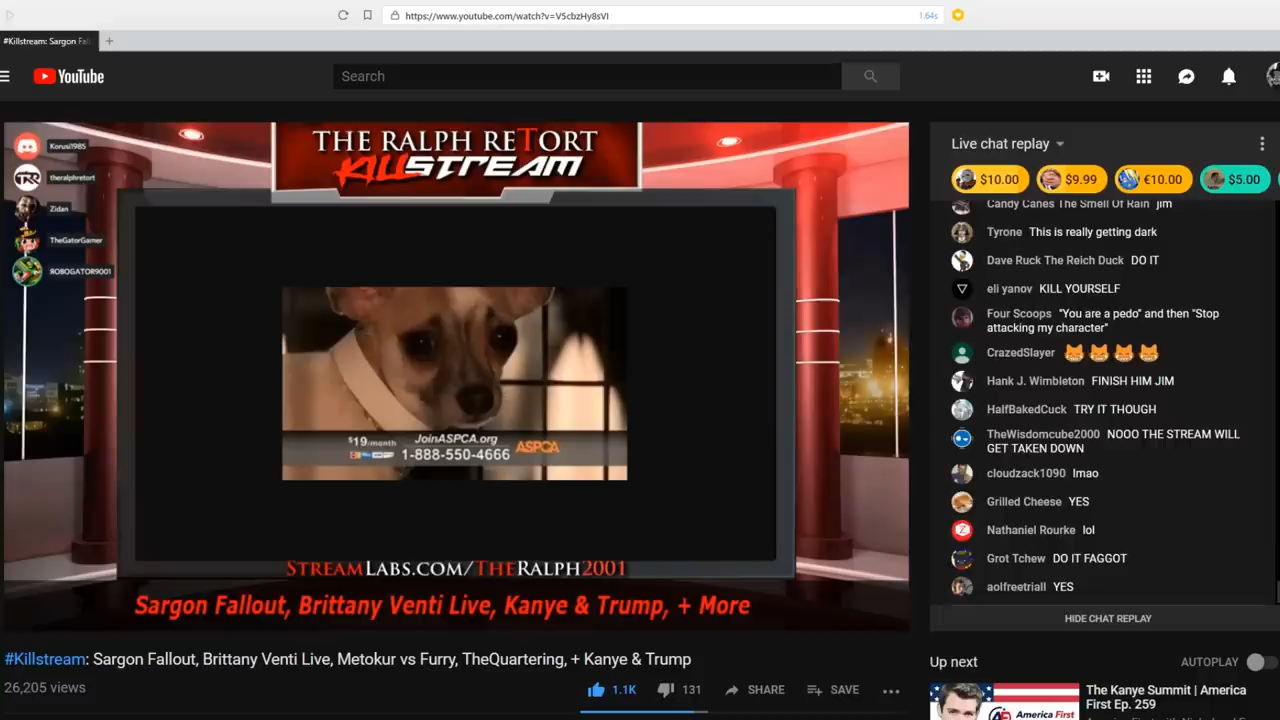 https://www.youtube.com/watch?v=V5cbzHy8sVI
1.64s
#Killstream: Sargon Fal
YouTube
Search
THE RALPH RETORT
KILLSTREAM
Korusi1985
TRR
theralphretort
Zidan
TheGatorGamer
ROBOGATOR9001
$19/month
JoinASPCA.org
1-888-550-4666
ASPCA
STREAMLABS.COM/THERALPH2001
Sargon Fallout, Brittany Venti Live, Kanye & Trump, + More
#Killstream: Sargon Fallout, Brittany Venti Live, Metokur vs Furry, TheQuartering, + Kanye & Trump
26,205 views
1.1K
131
SHARE
SAVE
Live chat replay
$10.00
$9.99
€10.00
$5.00
Candy Canes The Smell Of Rain jim
Tyrone This is really getting dark
Dave Ruck The Reich Duck DO IT
eli yanov KILL YOURSELF
Four Scoops "You are a pedo" and then "Stop
attacking my character"
CrazedSlayer
Hank J. Wimbleton FINISH HIM JIM
HalfBakedCuck TRY IT THOUGH
TheWisdomcube2000 NOOO THE STREAM WILL
GET TAKEN DOWN
cloudzack1090 lmao
Grilled Cheese YES
Nathaniel Rourke lol
Grot Tchew DO IT FAGGOT
aolfreetriall YES
HIDE CHAT REPLAY
Up next
AUTOPLAY
The Kanye Summit | America
First Ep. 259
America First